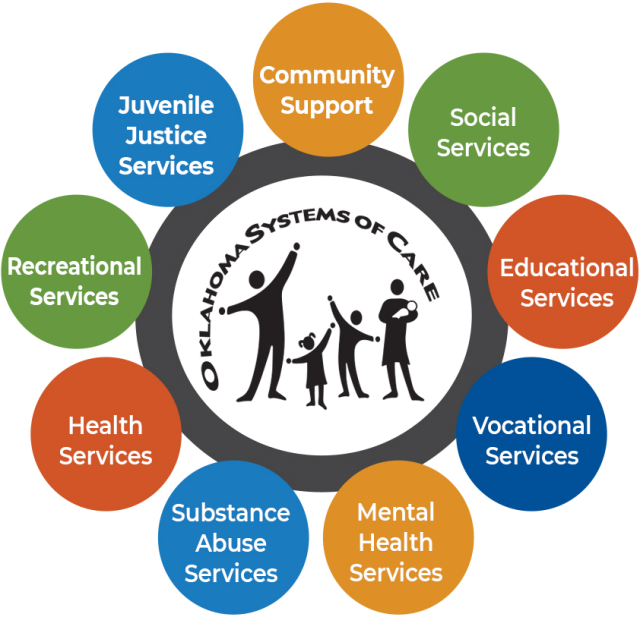 Community
Support
Social
Services
Educational
Services
Vocational
Services
Mental
Health
Services
Substance
Abuse
Services
Health
Services
Recreational
Services
Juvenile
Justice
Services
OKLAHOMA SYSTEMS OF CARE